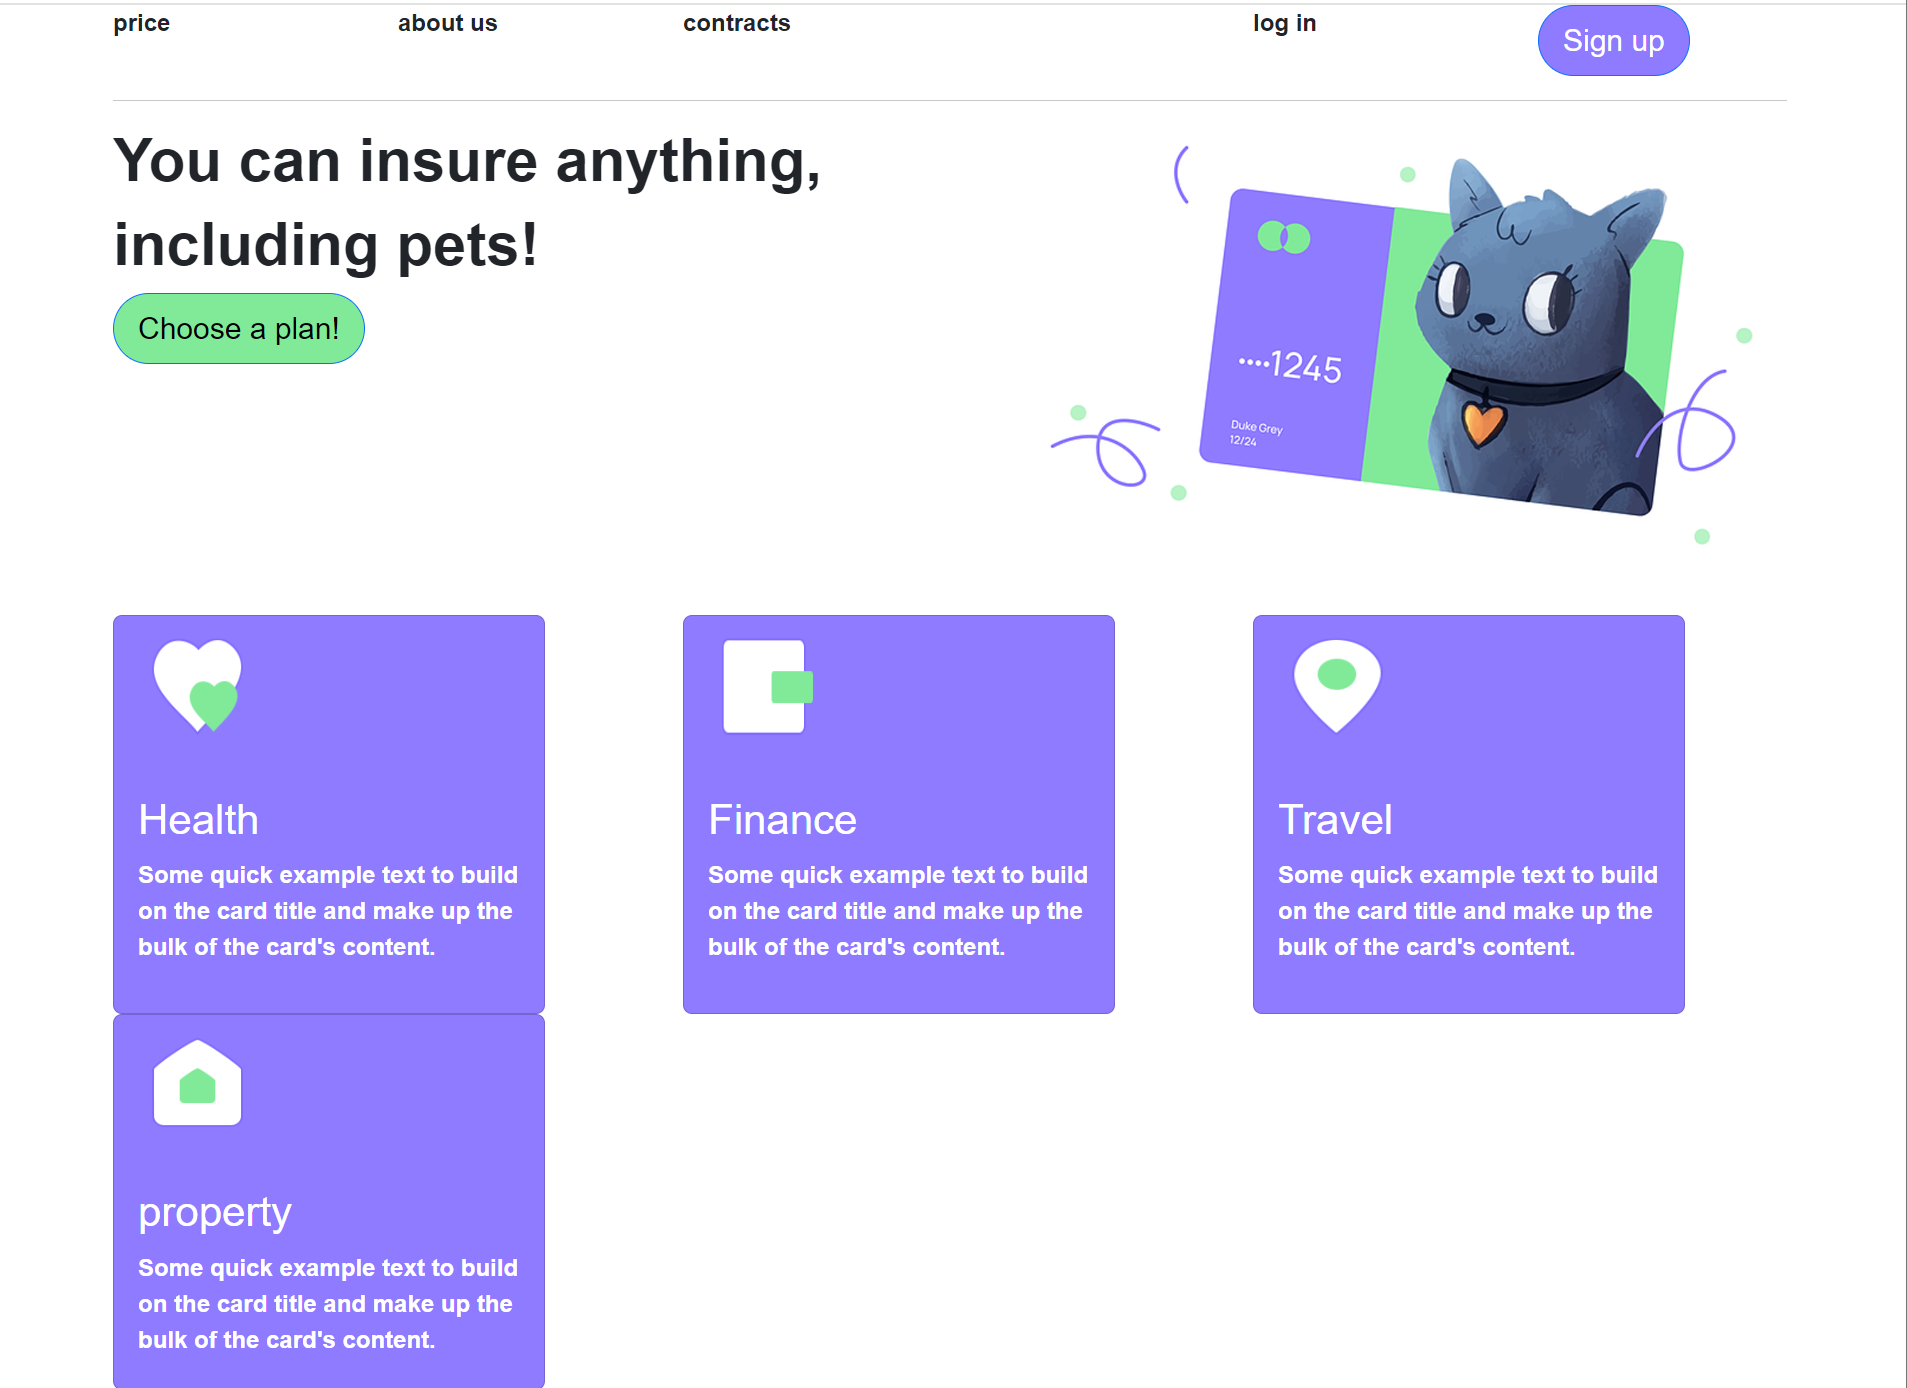 price
about us
contracts
log in
Sign up
You can insure anything,
including pets!
Choose a plan!
••••1245
Duke Grey
12/24
Health
Some quick example text to build
on the card title and make up the
bulk of the card's content.
Finance
Some quick example text to build
on the card title and make up the
bulk of the card's content.
Travel
Some quick example text to build
on the card title and make up the
bulk of the card's content.
property
Some quick example text to build
on the card title and make up the
bulk of the card's content.